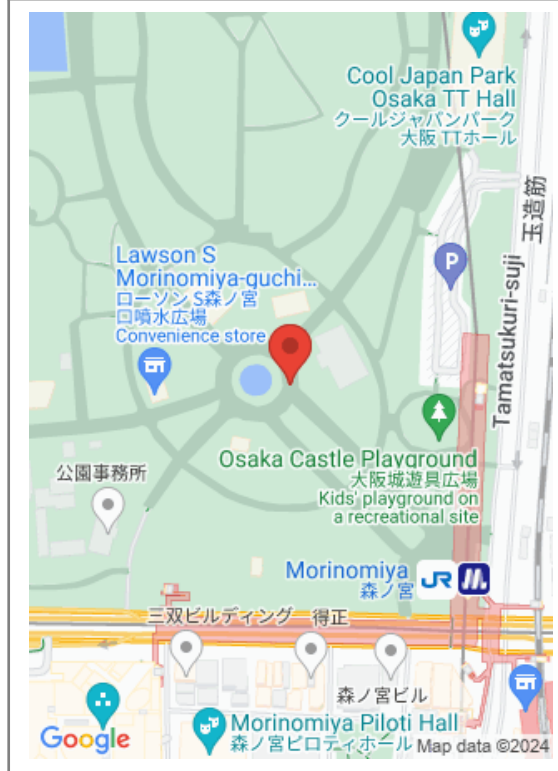 Cool Japan Park
Osaka TT Hall
クールジャパンパーク
大阪 TTホール
玉造筋
Tamatsukuri-suji
Lawson S
Morinomiya-guchi...
ローソン S森ノ宮
口噴水広場
Convenience store
P
Osaka Castle Playground
大阪城遊具広場
Kids' playground on
a recreational site
公園事務所
Morinomiya
森ノ宮
JR
三双ビルディング
得正
森ノ宮ビル
Morinomiya Piloti Hall
森ノ宮ピロティホール
Google
Map data ©2024